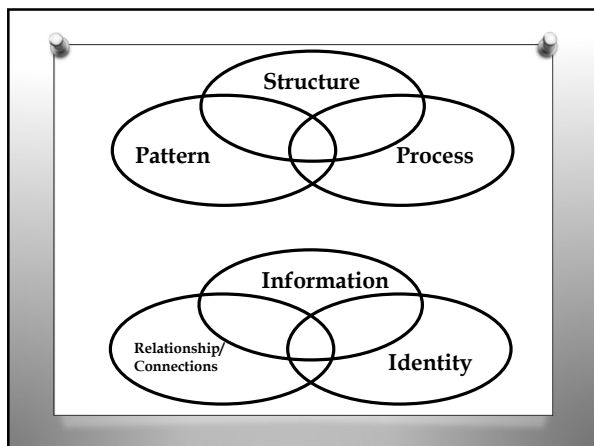 Structure
Pattern
Process
Information
Relationship/
Connections
Identity